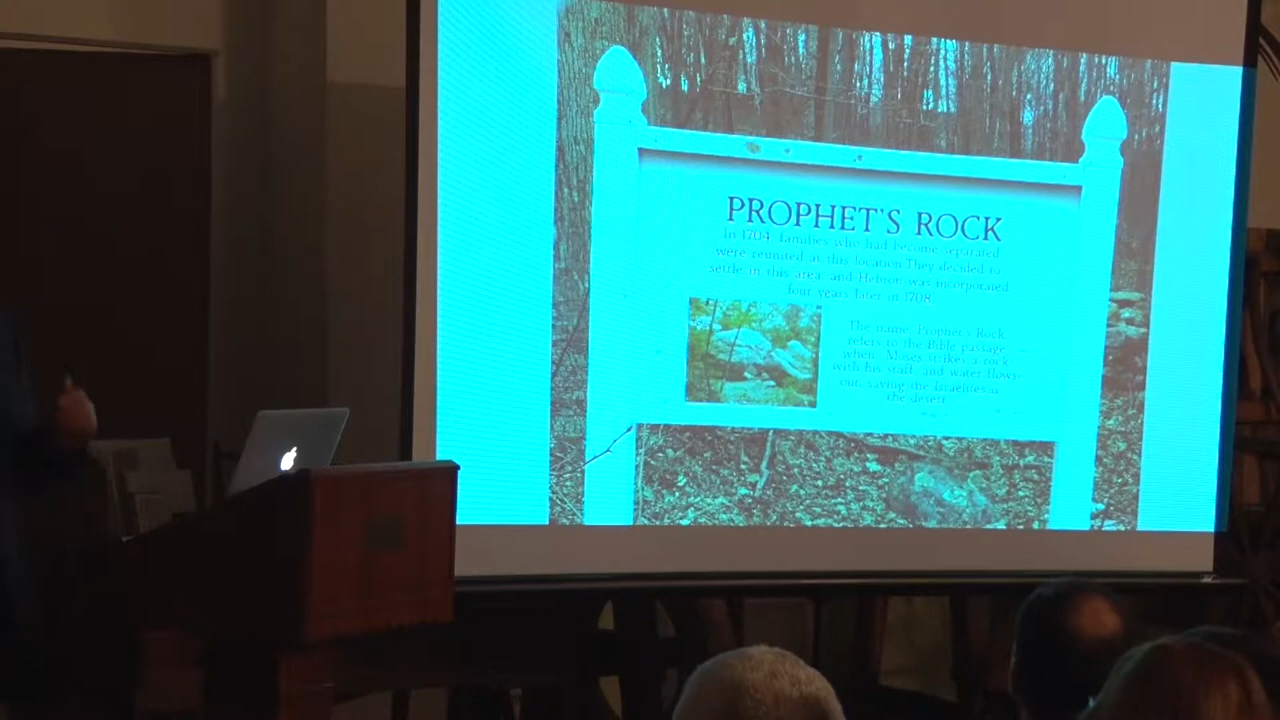 PROPHET'S ROCK
In 1704, families who had become separated
were reunited at this location. They decided to
settle in this area, and Hebron was incorporated
four years later in 1708.
The name, Prophet's Rock,
refers to the Bible passage
when Moses strikes a rock
with his staff, and water flows
out, saving the Israelites in
the desert.